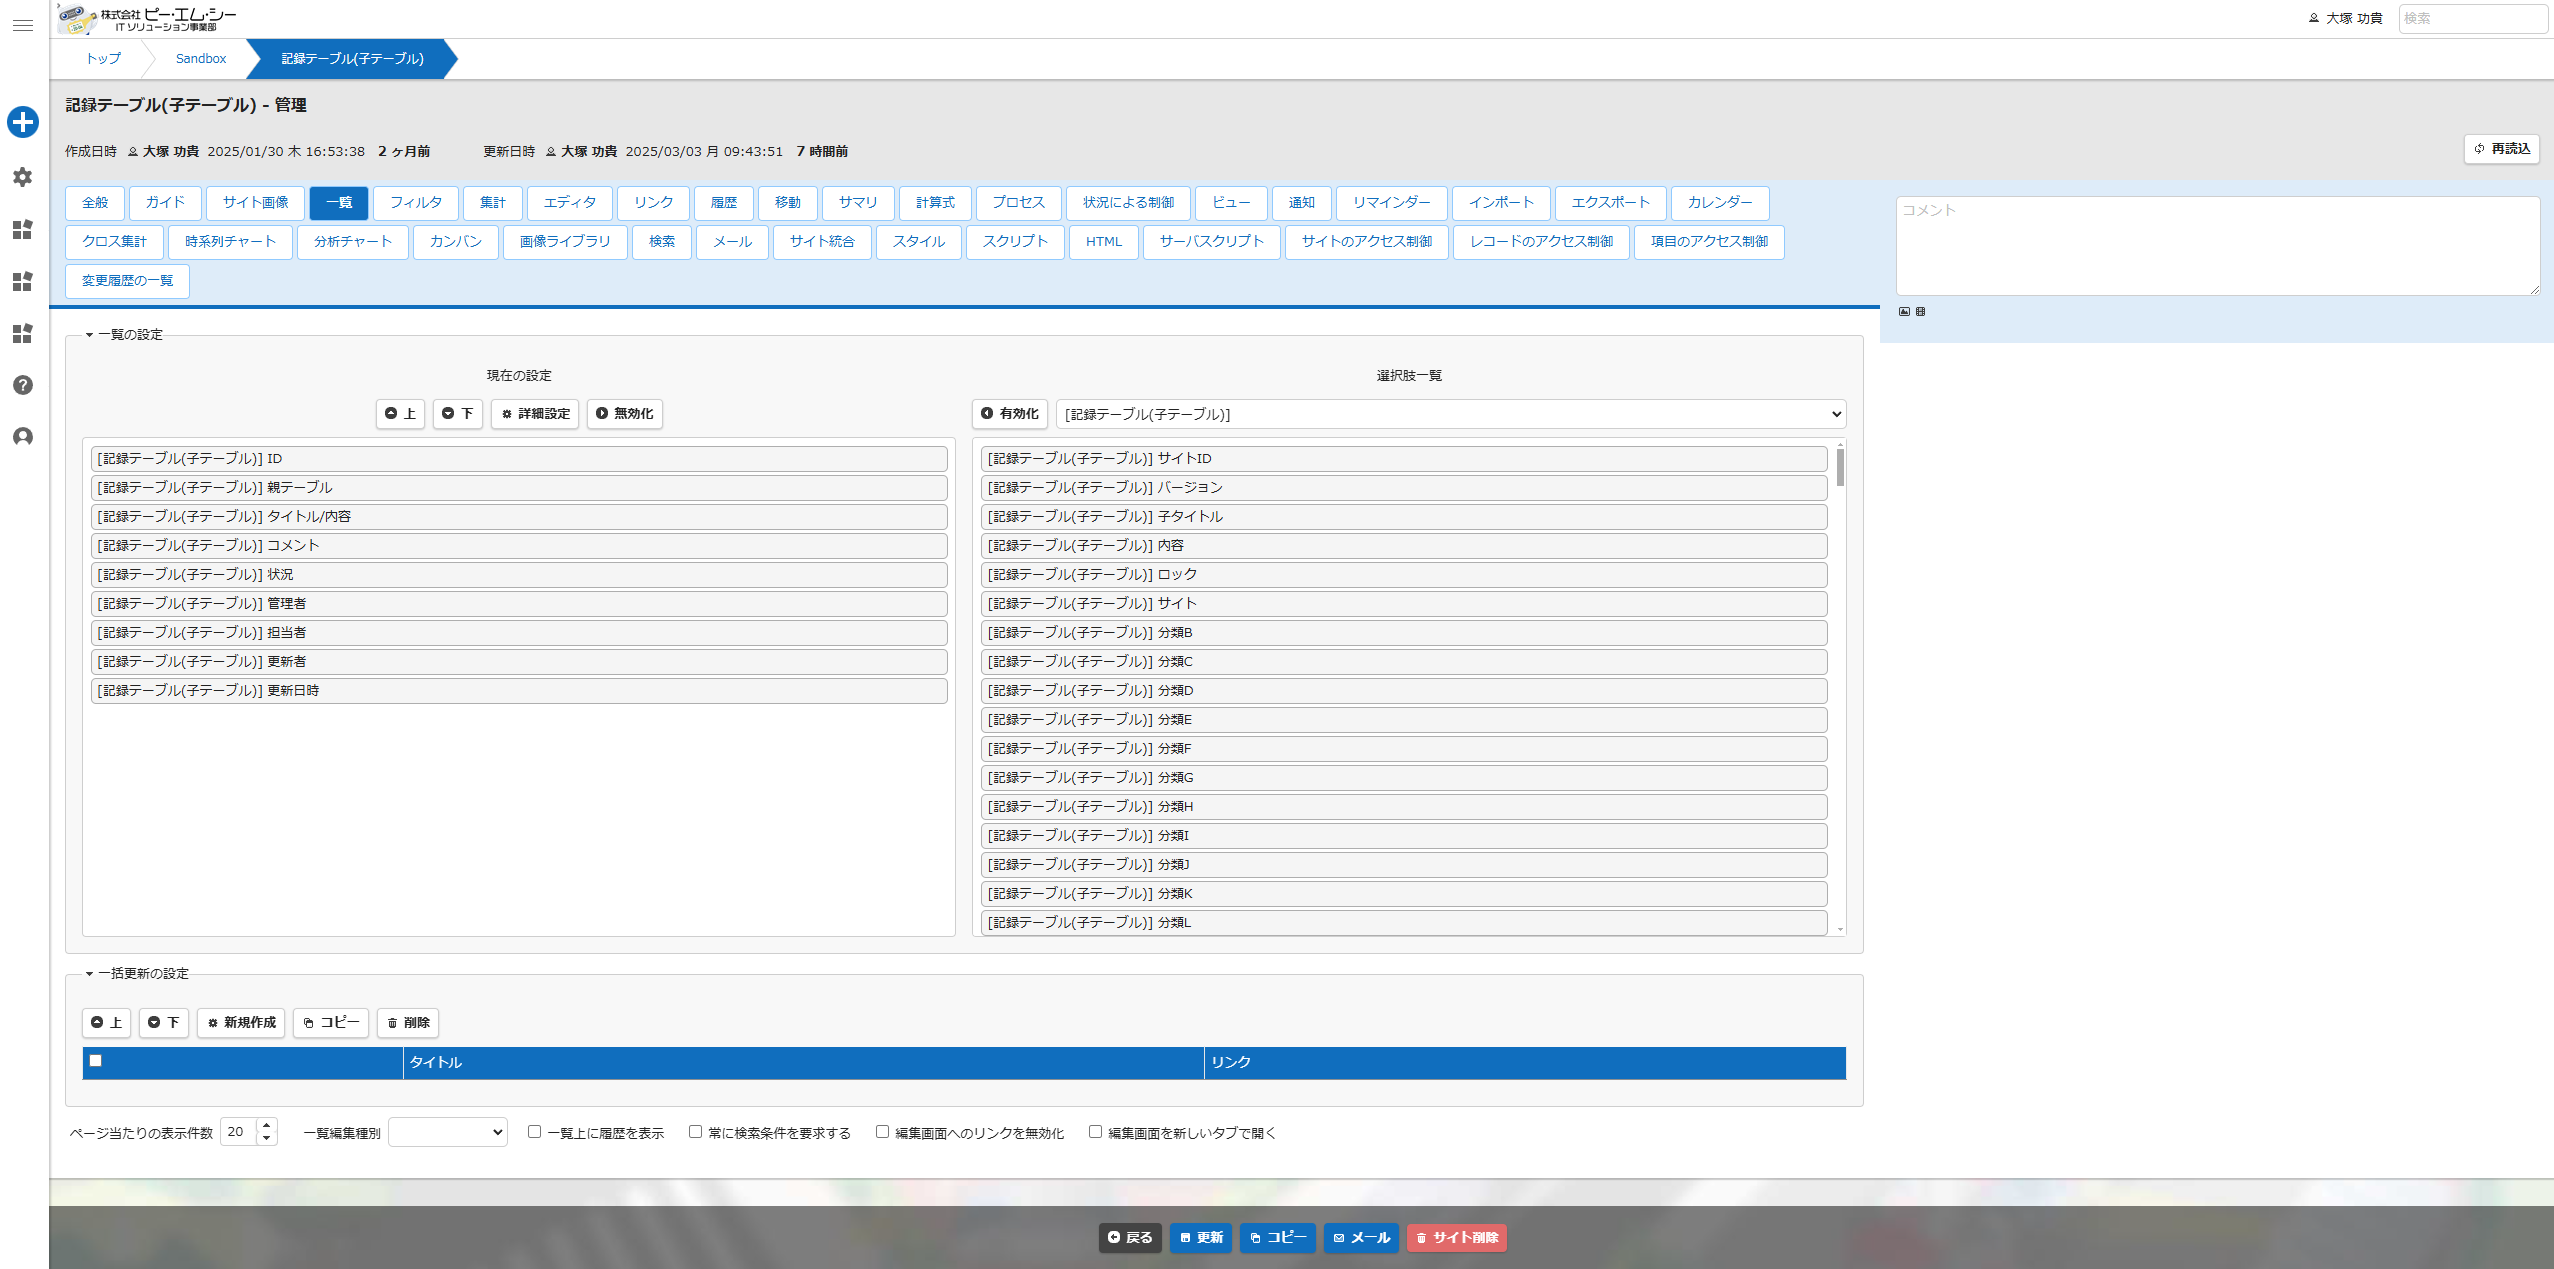 株式会社 ピー・エム・シー
ITソリューション事業部
大塚 功貴
検索
トップ
Sandbox
記録テーブル(子テーブル)
記録テーブル(子テーブル) - 管理
作成日時 大塚 功貴 2025/01/30 木 16:53:38 2 ヶ月前 更新日時 大塚 功貴 2025/03/03 月 09:43:51 7 時間前
再読込
全般 ガイド サイト画像 一覧 フィルタ 集計 エディタ リンク 履歴 移動 サマリ 計算式 プロセス 状況による制御 ビュー 通知 リマインダー インポート エクスポート カレンダー
クロス集計 時系列チャート 分析チャート カンバン 画像ライブラリ 検索 メール サイト統合 スタイル スクリプト HTML サーバスクリプト サイトのアクセス制御 レコードのアクセス制御 項目のアクセス制御
変更履歴の一覧
コメント
一覧の設定
現在の設定
上 下 詳細設定 無効化
[記録テーブル(子テーブル)] ID
[記録テーブル(子テーブル)] 親テーブル
[記録テーブル(子テーブル)] タイトル/内容
[記録テーブル(子テーブル)] コメント
[記録テーブル(子テーブル)] 状況
[記録テーブル(子テーブル)] 管理者
[記録テーブル(子テーブル)] 担当者
[記録テーブル(子テーブル)] 更新者
[記録テーブル(子テーブル)] 更新日時
選択肢一覧
有効化 [記録テーブル(子テーブル)]
[記録テーブル(子テーブル)] サイトID
[記録テーブル(子テーブル)] バージョン
[記録テーブル(子テーブル)] 子タイトル
[記録テーブル(子テーブル)] 内容
[記録テーブル(子テーブル)] ロック
[記録テーブル(子テーブル)] サイト
[記録テーブル(子テーブル)] 分類B
[記録テーブル(子テーブル)] 分類C
[記録テーブル(子テーブル)] 分類D
[記録テーブル(子テーブル)] 分類E
[記録テーブル(子テーブル)] 分類F
[記録テーブル(子テーブル)] 分類G
[記録テーブル(子テーブル)] 分類H
[記録テーブル(子テーブル)] 分類I
[記録テーブル(子テーブル)] 分類J
[記録テーブル(子テーブル)] 分類K
[記録テーブル(子テーブル)] 分類L
一括更新の設定
上 下 新規作成 コピー 削除
タイトル リンク
ページ当たりの表示件数 20 一覧編集種別 一覧上に履歴を表示 常に検索条件を要求する 編集画面へのリンクを無効化 編集画面を新しいタブで開く
戻る 更新 コピー メール サイト削除